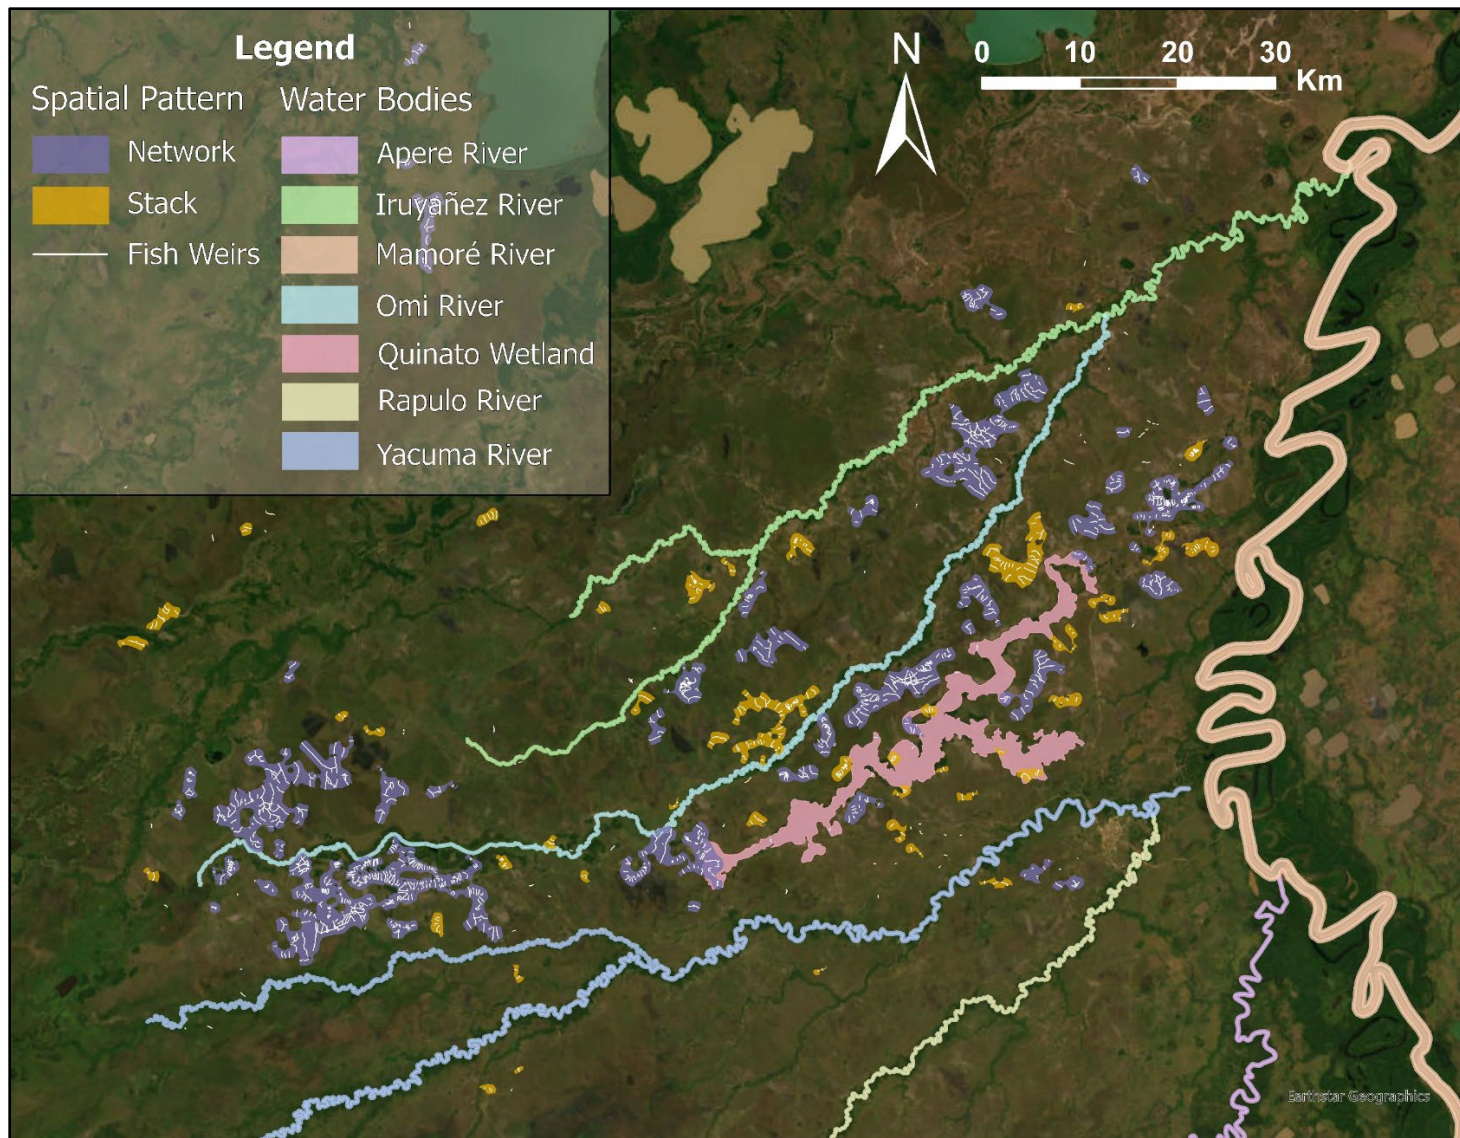 Legend
Spatial Pattern
Network
Stack
Fish Weirs
Water Bodies
Apere River
Iruyañez River
Mamoré River
Omi River
Quinato Wetland
Rapulo River
Yacuma River
N
0 10 20 30 Km
Earthstar Geographics